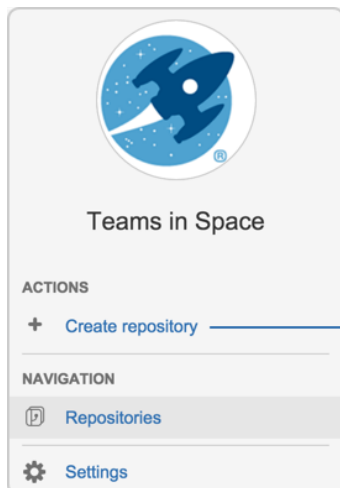 ®
Teams in Space
ACTIONS
Create repository
NAVIGATION
Repositories
Settings